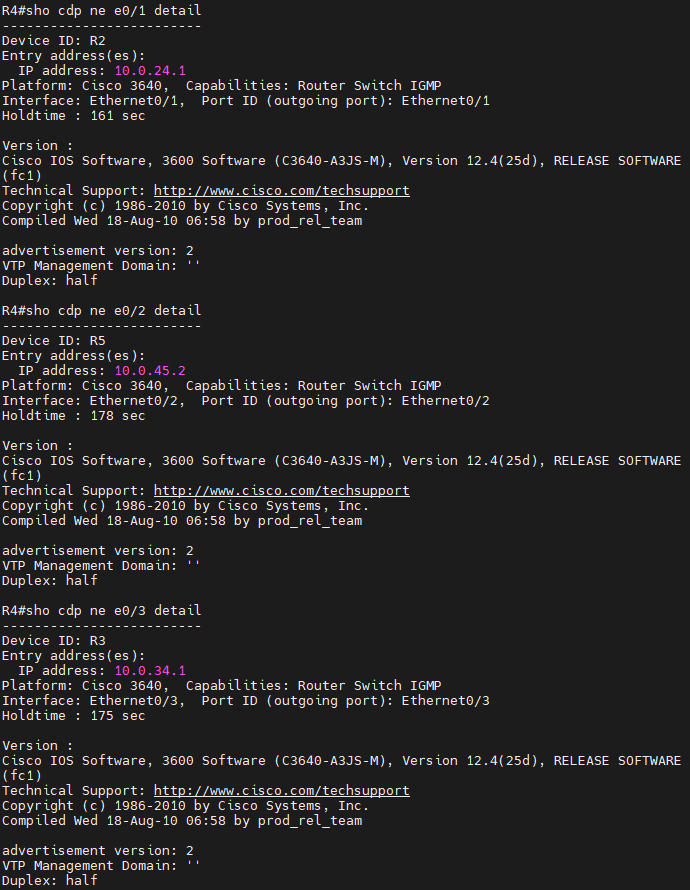 R4#sho cdp ne e0/1 detail
-------------------------
Device ID: R2
Entry address(es):
  IP address: 10.0.24.1
Platform: Cisco 3640,  Capabilities: Router Switch IGMP
Interface: Ethernet0/1,  Port ID (outgoing port): Ethernet0/1
Holdtime : 161 sec

Version :
Cisco IOS Software, 3600 Software (C3640-A3JS-M), Version 12.4(25d), RELEASE SOFTWARE
(fc1)
Technical Support: http://www.cisco.com/techsupport
Copyright (c) 1986-2010 by Cisco Systems, Inc.
Compiled Wed 18-Aug-10 06:58 by prod_rel_team

advertisement version: 2
VTP Management Domain: ''
Duplex: half

R4#sho cdp ne e0/2 detail
-------------------------
Device ID: R5
Entry address(es):
  IP address: 10.0.45.2
Platform: Cisco 3640,  Capabilities: Router Switch IGMP
Interface: Ethernet0/2,  Port ID (outgoing port): Ethernet0/2
Holdtime : 178 sec

Version :
Cisco IOS Software, 3600 Software (C3640-A3JS-M), Version 12.4(25d), RELEASE SOFTWARE
(fc1)
Technical Support: http://www.cisco.com/techsupport
Copyright (c) 1986-2010 by Cisco Systems, Inc.
Compiled Wed 18-Aug-10 06:58 by prod_rel_team

advertisement version: 2
VTP Management Domain: ''
Duplex: half

R4#sho cdp ne e0/3 detail
-------------------------
Device ID: R3
Entry address(es):
  IP address: 10.0.34.1
Platform: Cisco 3640,  Capabilities: Router Switch IGMP
Interface: Ethernet0/3,  Port ID (outgoing port): Ethernet0/3
Holdtime : 175 sec

Version :
Cisco IOS Software, 3600 Software (C3640-A3JS-M), Version 12.4(25d), RELEASE SOFTWARE
(fc1)
Technical Support: http://www.cisco.com/techsupport
Copyright (c) 1986-2010 by Cisco Systems, Inc.
Compiled Wed 18-Aug-10 06:58 by prod_rel_team

advertisement version: 2
VTP Management Domain: ''
Duplex: half